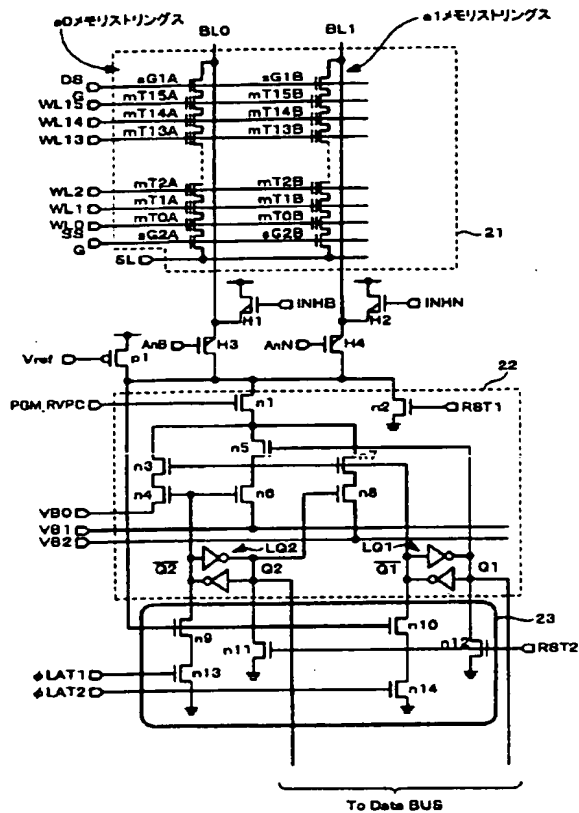 a0メモリストリングス
a1メモリストリングス
BL0
BL1
21
DS
G
sG1A
sG1B
WL15
mT15A
mT15B
WL14
mT14A
mT14B
WL13
mT13A
mT13B
WL2
mT2A
mT2B
WL1
mT1A
mT1B
WL0
mT0A
mT0B
SS
G
sG2A
sG2B
SL
INHB
H1
INHN
H2
AnB
H3
AnN
H4
Vref
p1
22
PGM_RVPC
n1
n2
RST1
n5
n3
n7
n4
n6
n8
VB0
VB1
VB2
LQ2
LQ1
Q2
Q2
Q1
Q1
23
n9
n11
n10
n12
RST2
φLAT1
n13
φLAT2
n14
To Data BUS